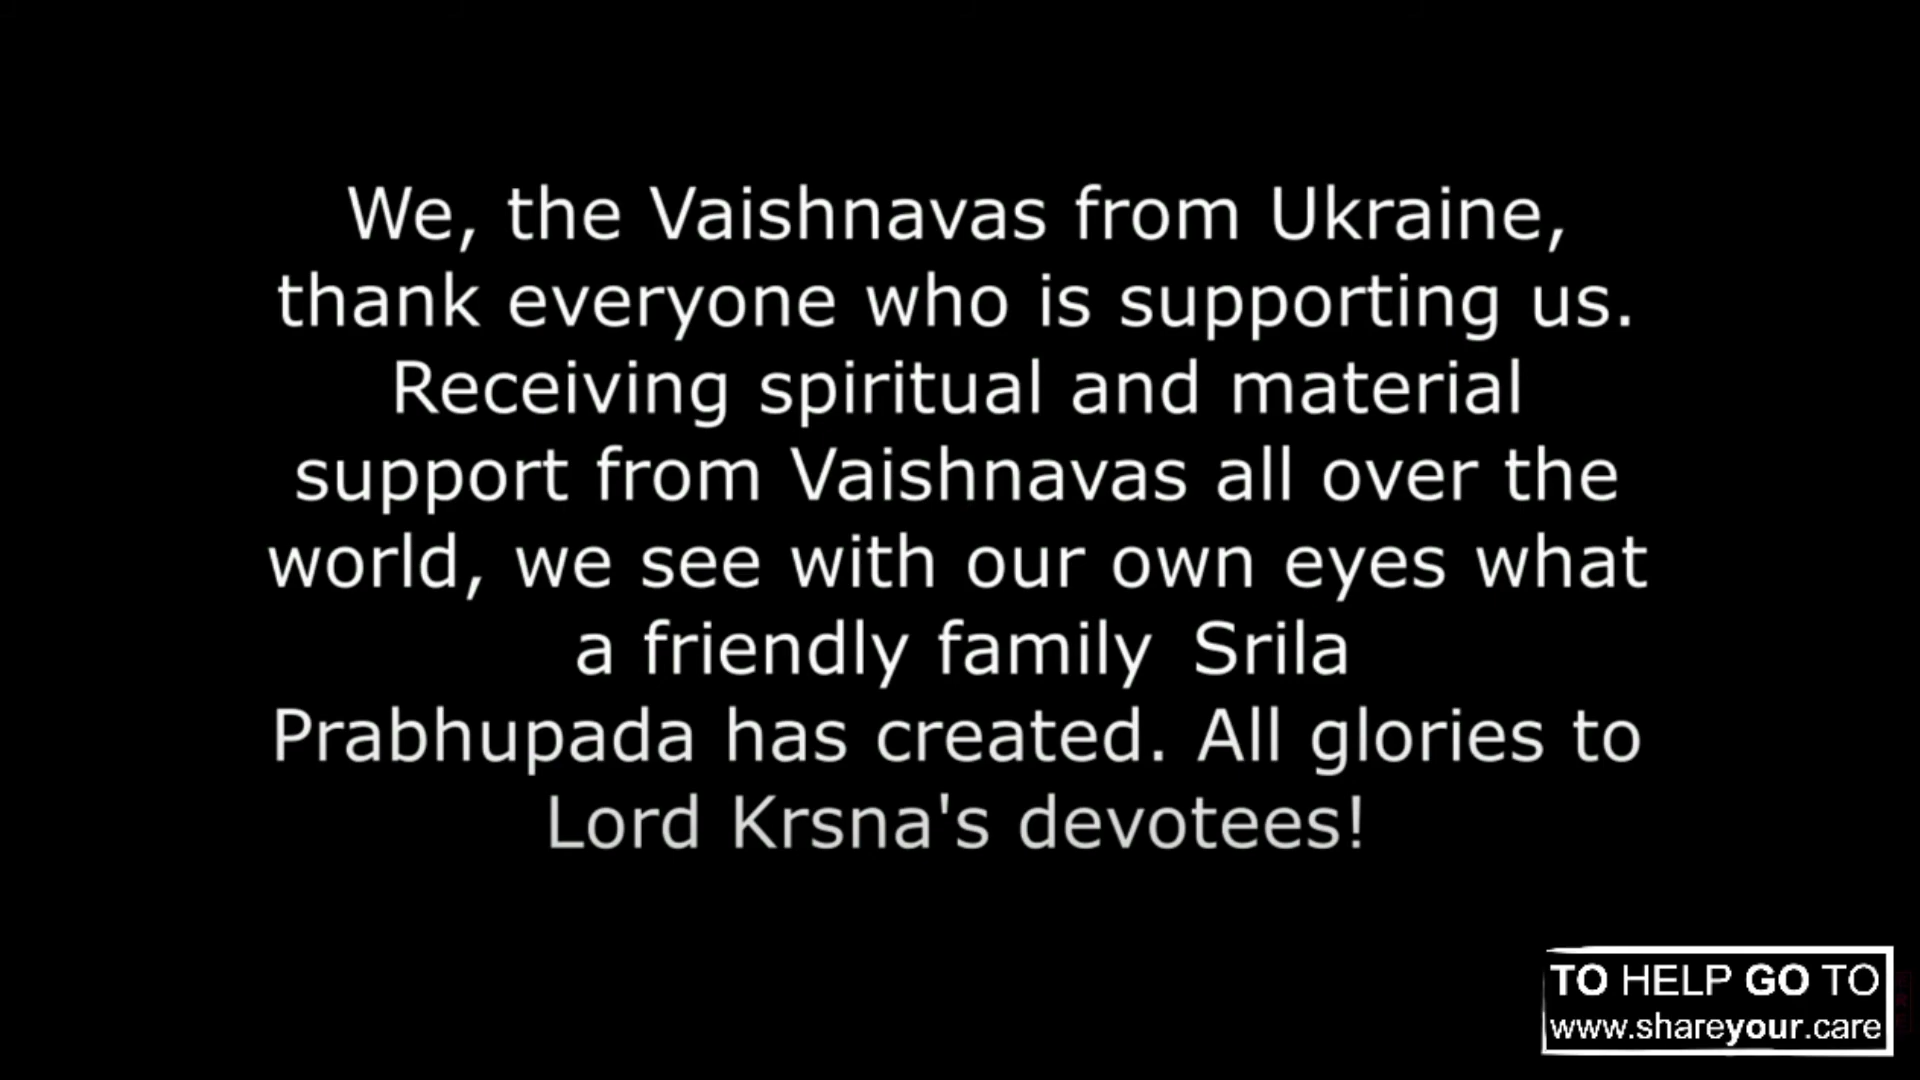 We, the Vaishnavas from Ukraine,
thank everyone who is supporting us.
Receiving spiritual and material
support from Vaishnavas all over the
world, we see with our own eyes what
a friendly family Srila
Prabhupada has created. All glories to
Lord Krsna's devotees!
TO HELP GO TO
www.shareyour.care